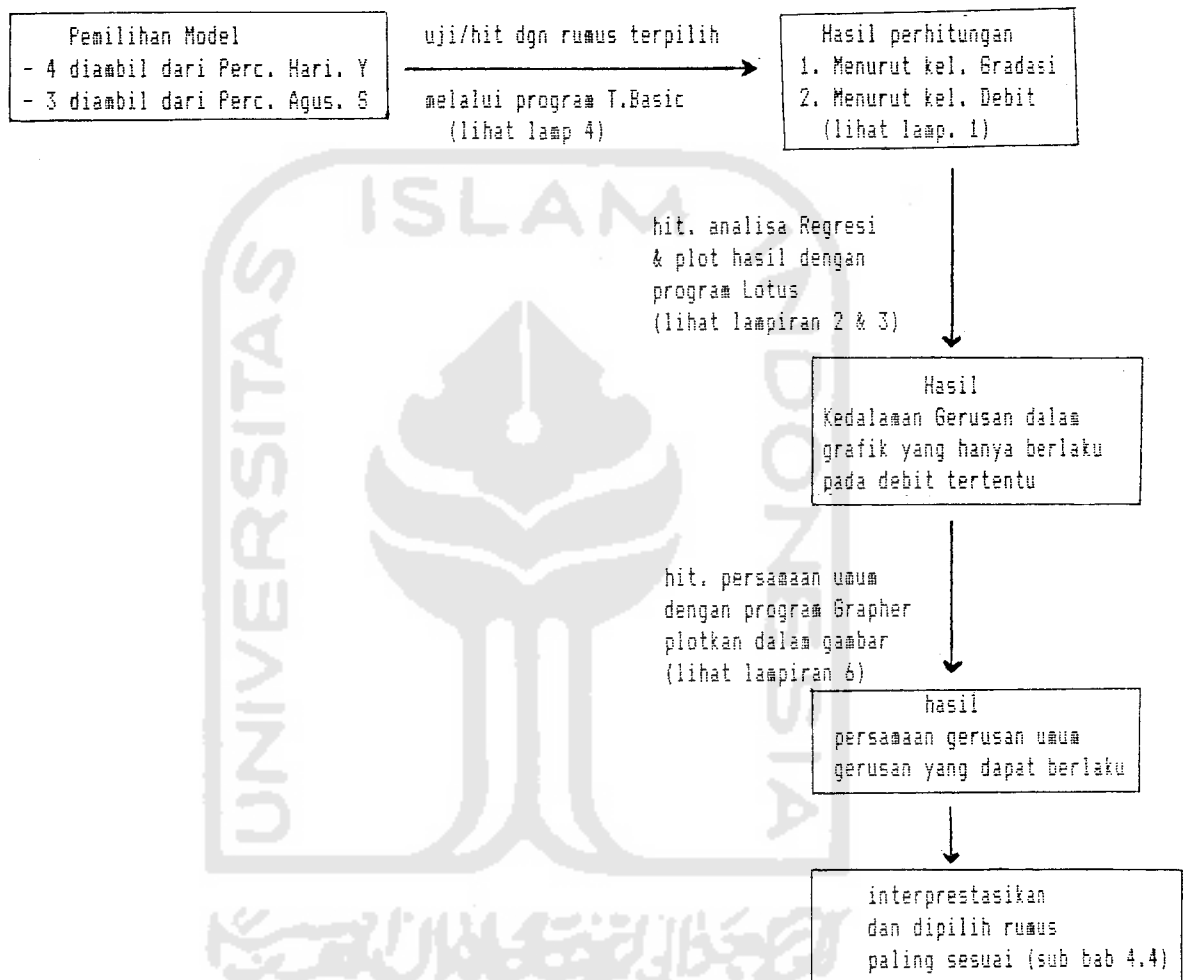 Pemilihan Model
- 4 diambil dari Perc. Hari. Y
- 3 diambil dari Perc. Agus. S
uji/hit dgn rumus terpilih
melalui program T.Basic
(lihat lamp 4)
Hasil perhitungan
1. Menurut kel. Gradasi
2. Menurut kel. Debit
(lihat lamp. 1)
hit. analisa Regresi
& plot hasil dengan
program Lotus
(lihat lampiran 2 & 3)
Hasil
Kedalaman Gerusan dalam
grafik yang hanya berlaku
pada debit tertentu
hit. persamaan umum
dengan program Grapher
plotkan dalam gambar
(lihat lampiran 6)
hasil
persamaan gerusan umum
gerusan yang dapat berlaku
interprestasikan
dan dipilih rumus
paling sesuai (sub bab 4.4)
UNIVERSITAS
ISLAM
INDONESIA